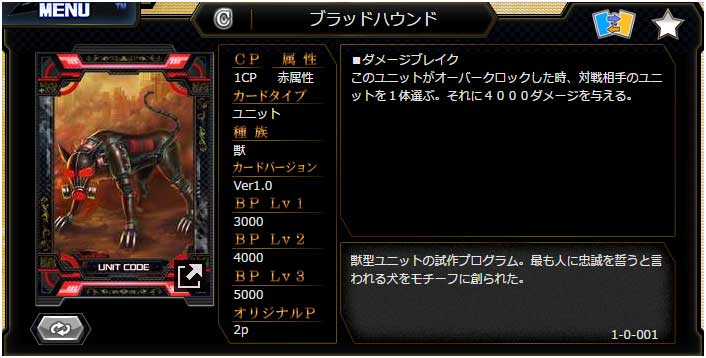 MENU
TM
C
ブラッドハウンド
UNIT CODE
CP 属性
1CP 赤属性
カードタイプ
ユニット
種族
獣
カードバージョン
Ver1.0
BP Lv1
3000
BP Lv2
4000
BP Lv3
5000
オリジナルP
2p
■ダメージブレイク
このユニットがオーバークロックした時、対戦相手のユニ
ットを１体選ぶ。それに４０００ダメージを与える。
獣型ユニットの試作プログラム。最も人に忠誠を誓うと言
われる犬をモチーフに創られた。
1-0-001